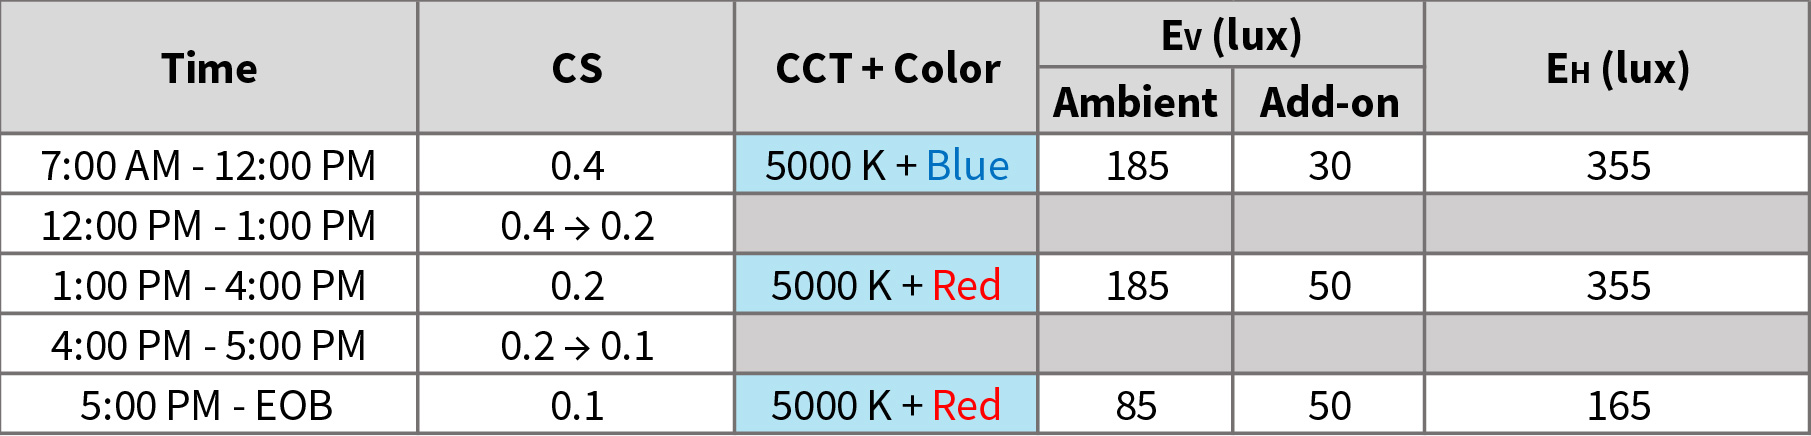 Time CS CCT + Color Ev (lux) EH (lux)
Ambient Add-on
7:00 AM - 12:00 PM 0.4 5000 K + Blue 185 30 355
12:00 PM - 1:00 PM 0.4 → 0.2
1:00 PM - 4:00 PM 0.2 5000 K + Red 185 50 355
4:00 PM - 5:00 PM 0.2 → 0.1
5:00 PM - EOB 0.1 5000 K + Red 85 50 165